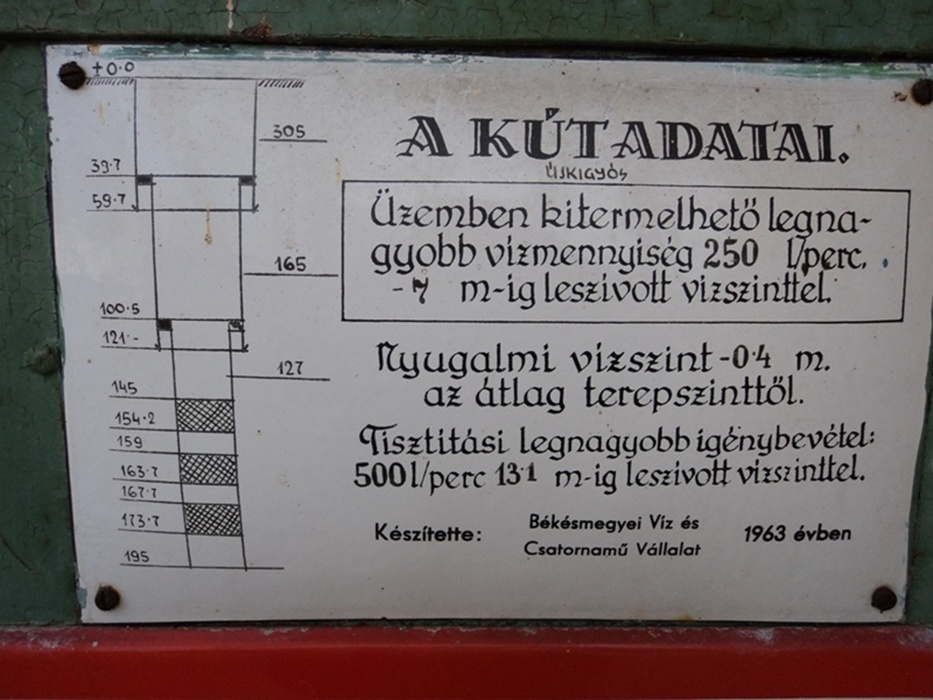 ±0.0
A KÚT ADATAI.
ÚJKIGYÓS
305
39.7
59.7
Üzemben kitermelhető legna-
gyobb vízmennyiség 250 l/perc.
-7 m-ig leszívott vízszinttel.
165
100.5
121.-
Nyugalmi vízszint -0.4 m.
az átlag terepszinttől.
127
145
154.2
159
163.7
167.7
173.7
195
Tisztítási legnagyobb igénybevétel:
500 l/perc 13.1 m-ig leszívott vízszinttel.
Készítette: Békésmegyei Víz és
Csatornamű Vállalat
1963 évben